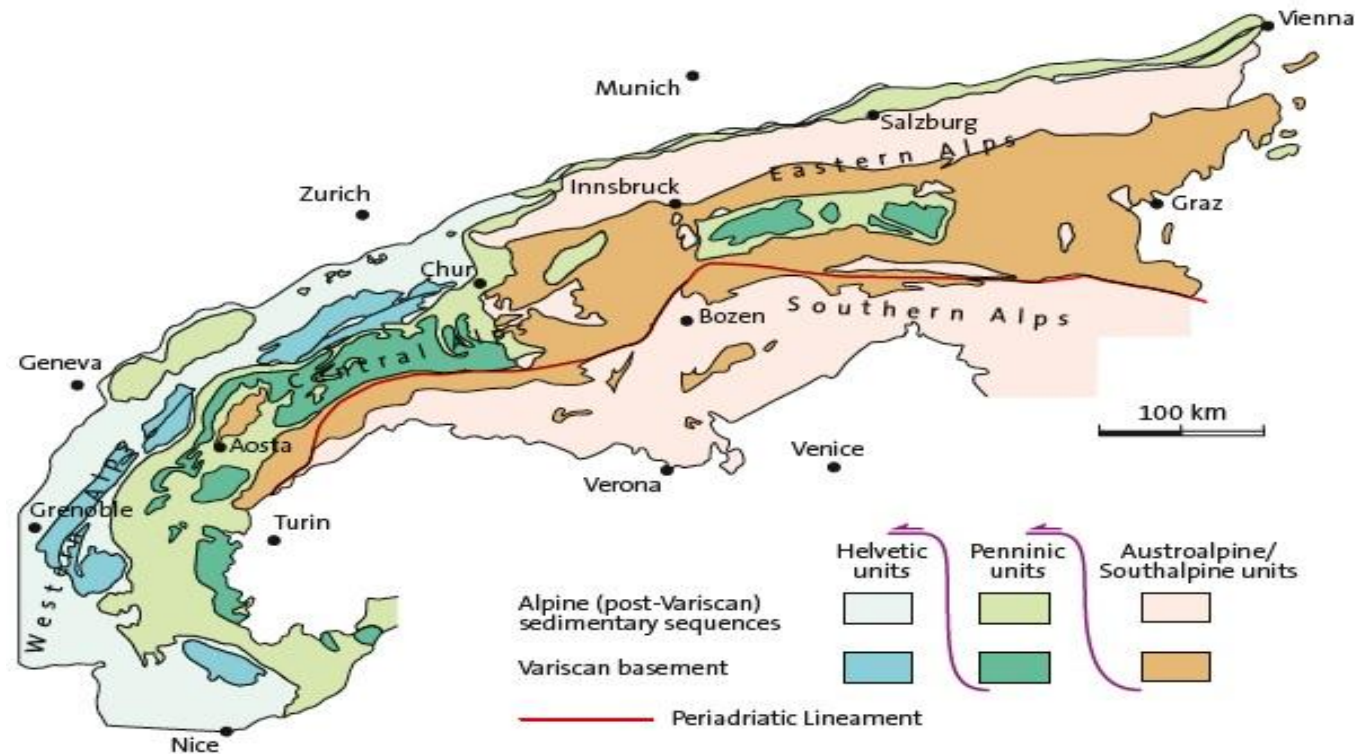 Vienna
Munich
Salzburg
Eastern Alps
Zurich
Innsbruck
Graz
Chur
Bozen
Southern Alps
Geneva
Central Alps
100 km
Aosta
Venice
Verona
Grenoble
Turin
Western Alps
Nice
Helvetic
units
Penninic
units
Austroalpine/
Southalpine units
Alpine (post-Variscan)
sedimentary sequences
Variscan basement
Periadriatic Lineament